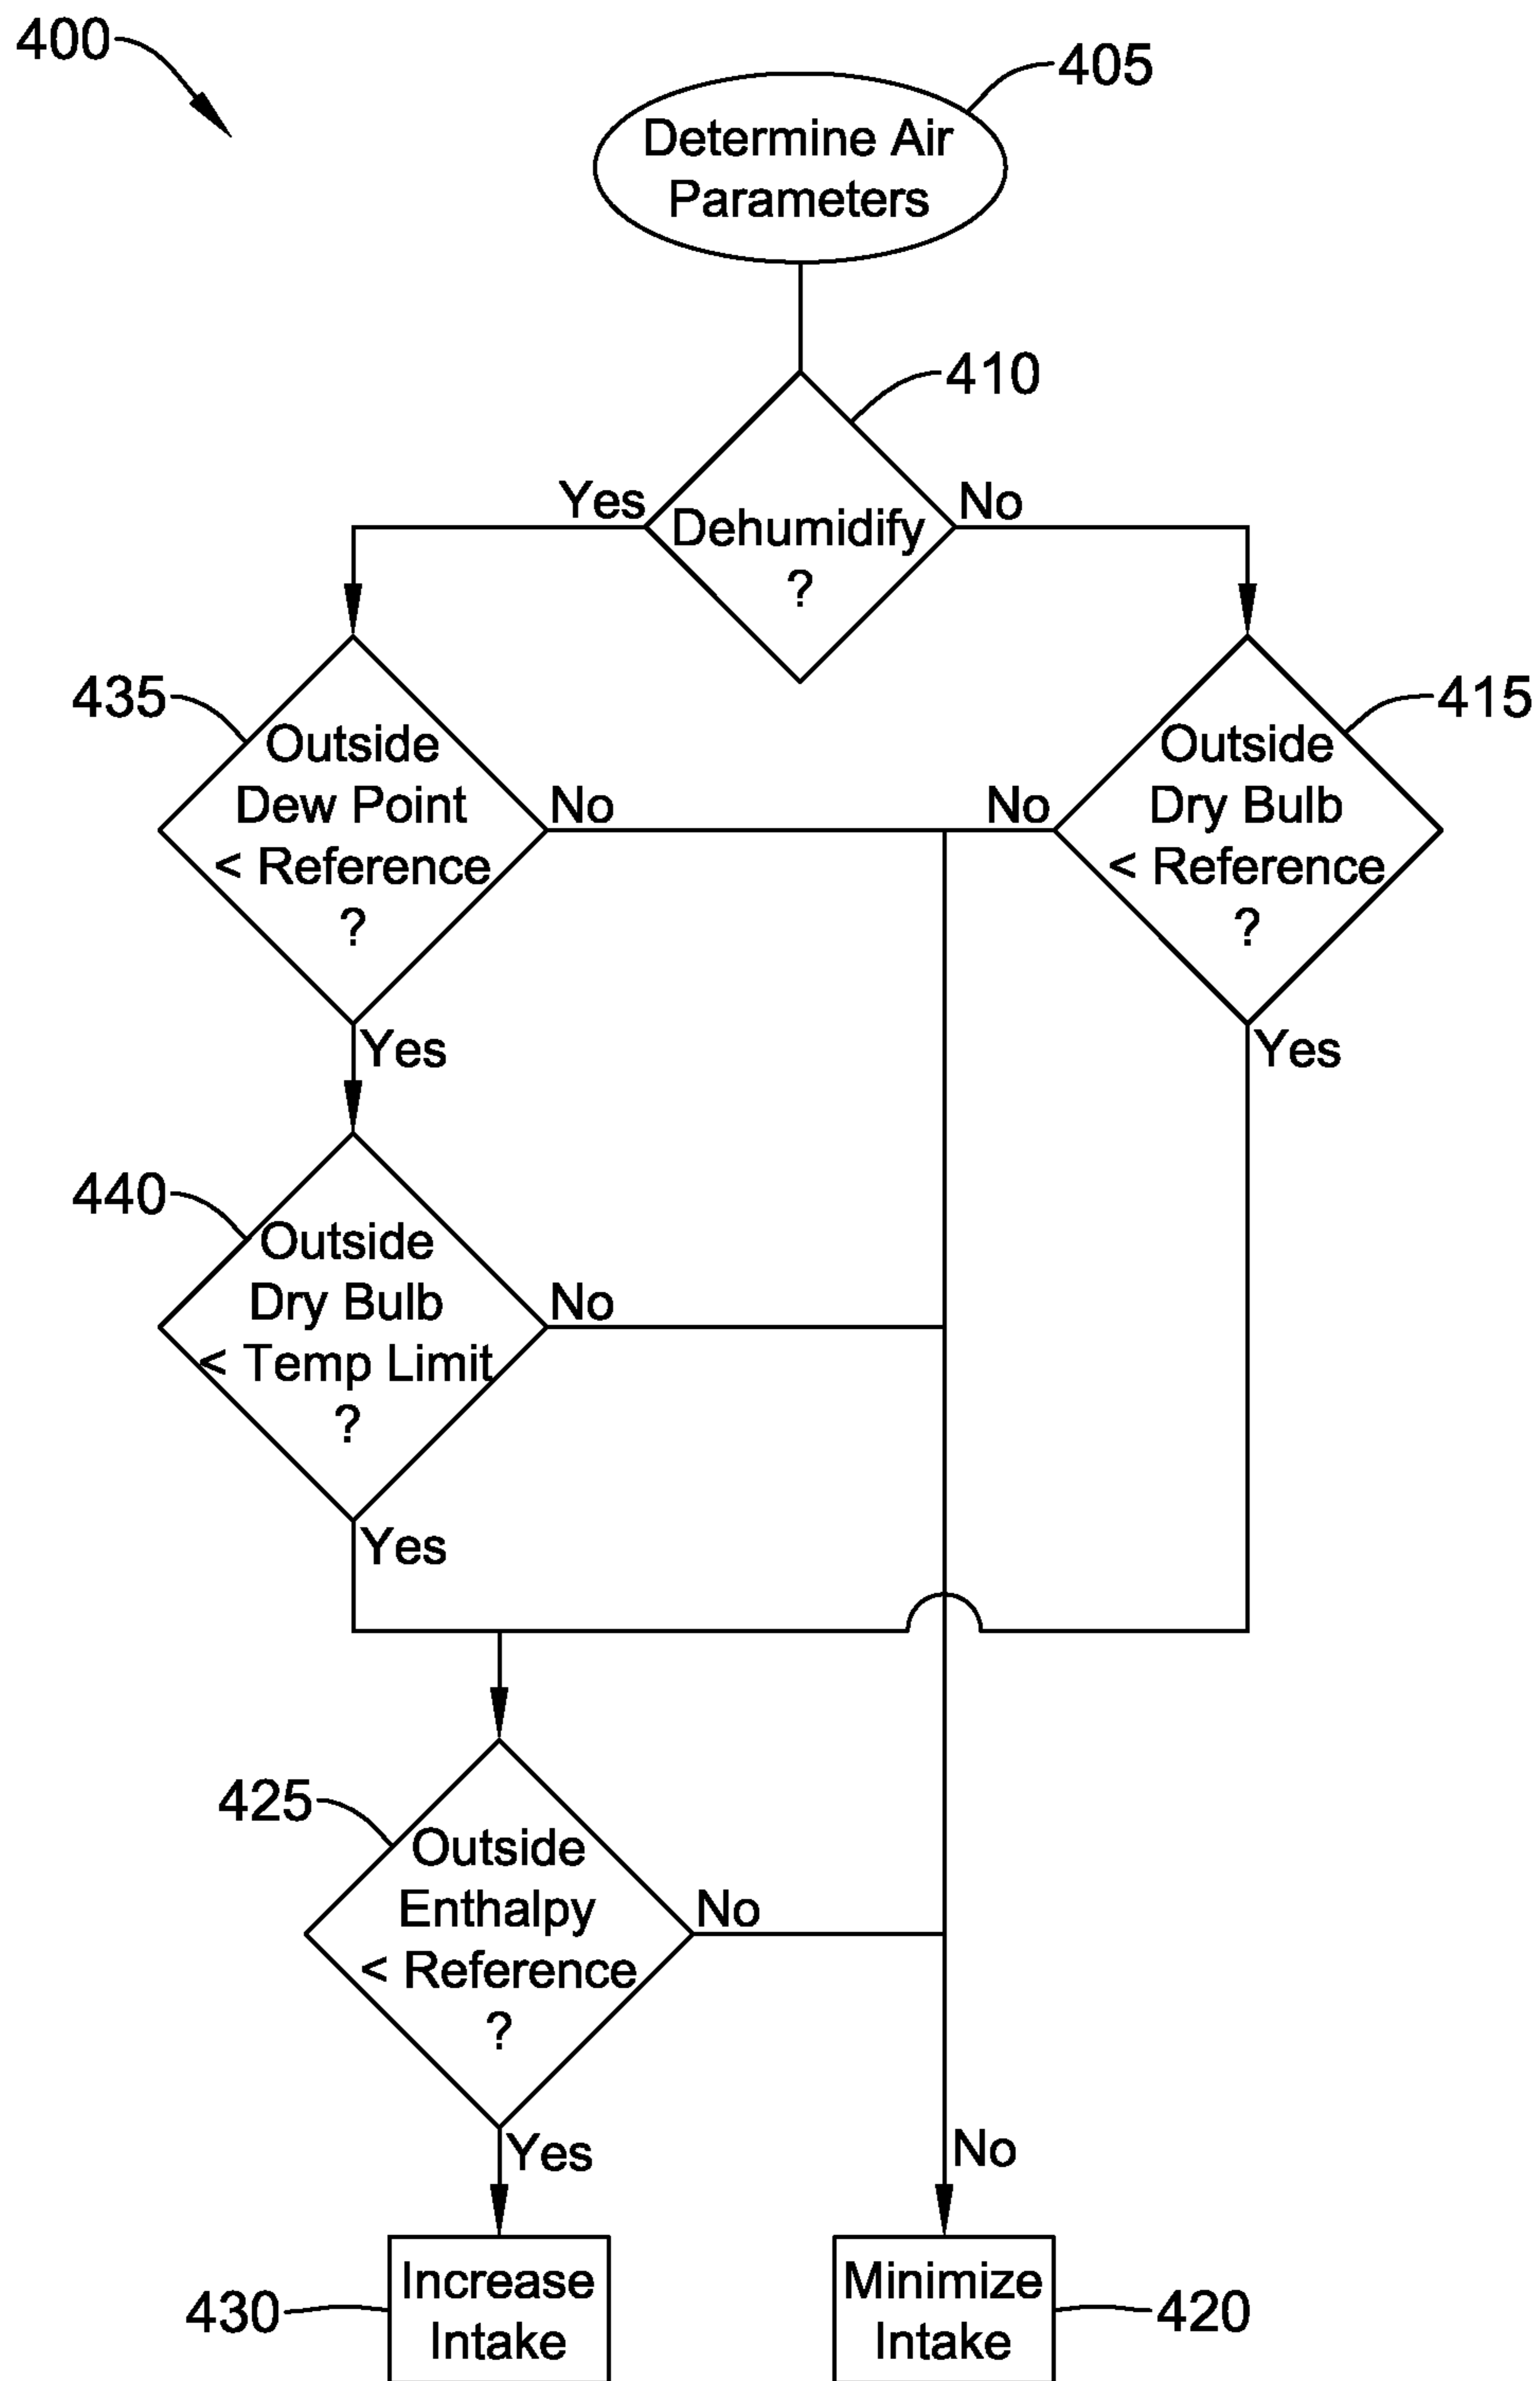 400
405
Determine Air
Parameters
410
Yes
No
Dehumidify
?
435
415
Outside
Dew Point
< Reference
?
No
No
Outside
Dry Bulb
< Reference
?
Yes
Yes
440
Outside
Dry Bulb
< Temp Limit
?
No
Yes
425
Outside
Enthalpy
< Reference
?
No
Yes
No
430
Increase
Intake
Minimize
Intake
420